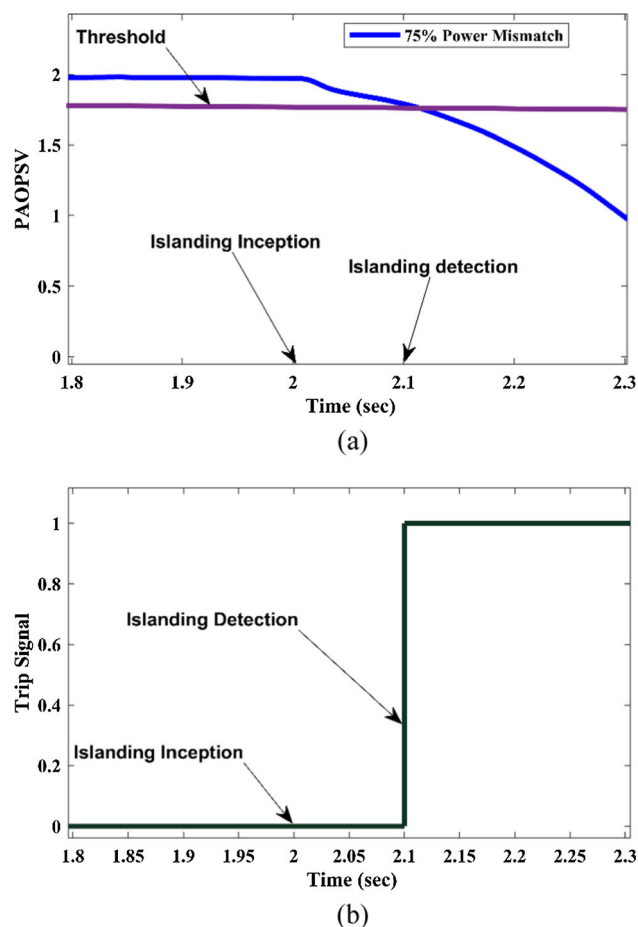 Threshold
75% Power Mismatch
2
1.5
1
0.5
0
PAOPSV
Islanding Inception
Islanding detection
1.8 1.9 2 2.1 2.2 2.3
Time (sec)
(a)
1
0.8
0.6
0.4
0.2
0
Trip Signal
Islanding Detection
Islanding Inception
1.8 1.85 1.9 1.95 2 2.05 2.1 2.15 2.2 2.25 2.3
Time (sec)
(b)